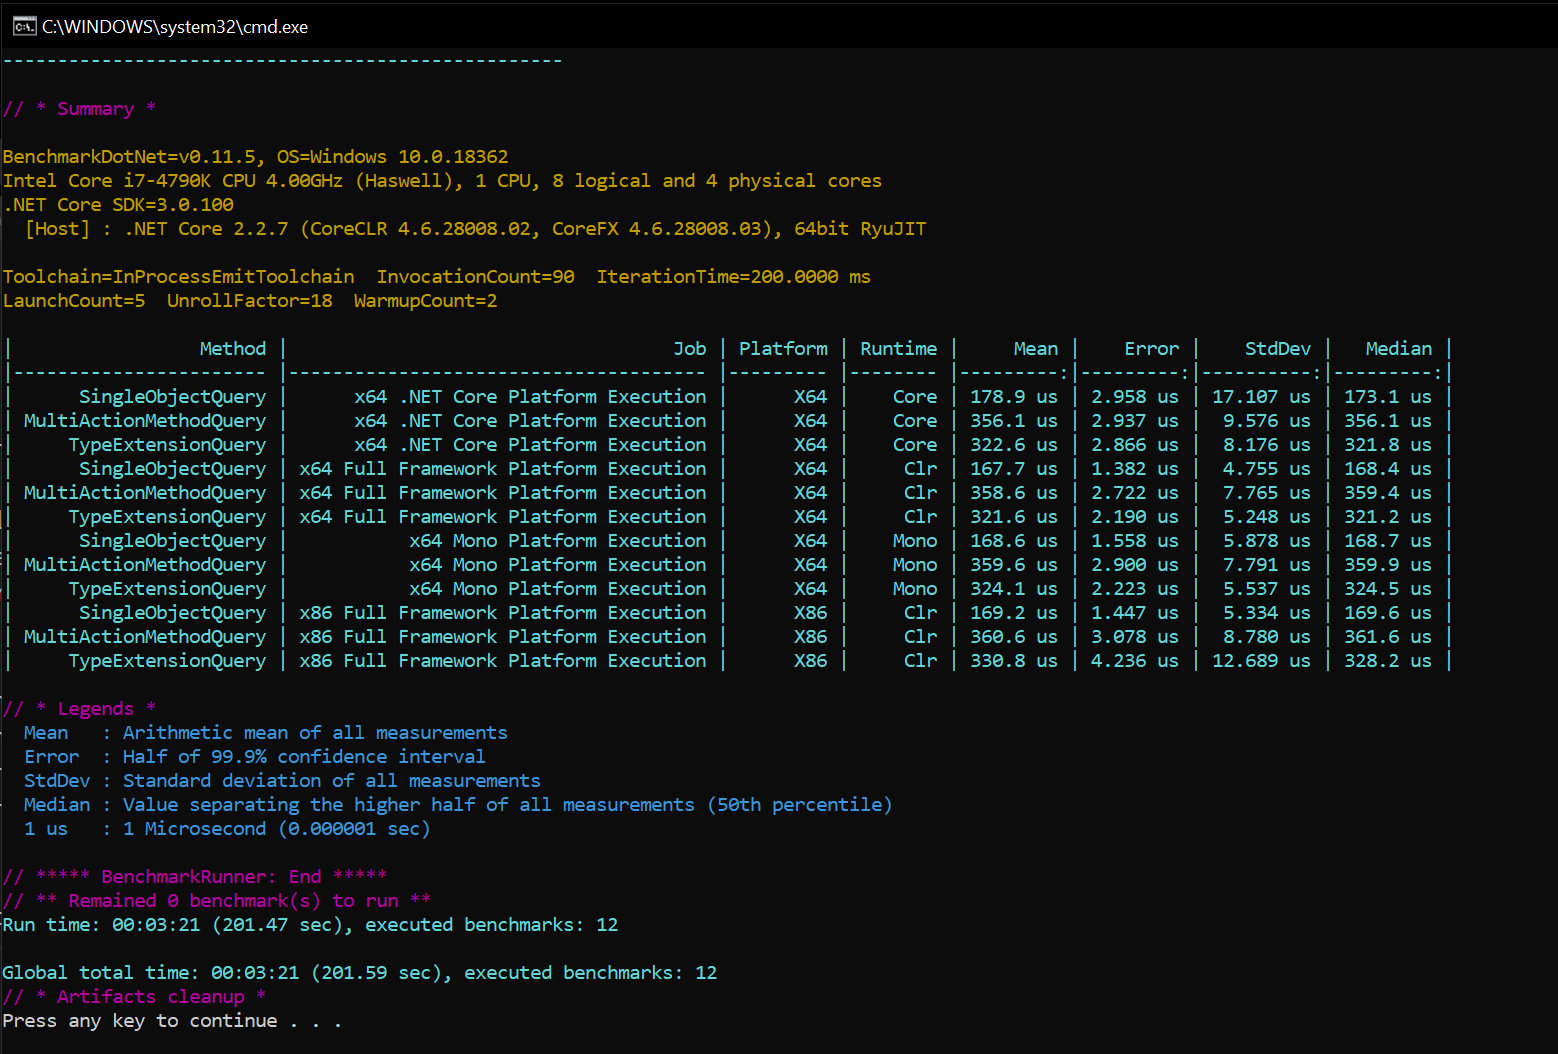 C:\WINDOWS\system32\cmd.exe
---------------------------------------------------
// * Summary *
BenchmarkDotNet=v0.11.5, OS=Windows 10.0.18362
Intel Core i7-4790K CPU 4.00GHz (Haswell), 1 CPU, 8 logical and 4 physical cores
.NET Core SDK=3.0.100
  [Host] : .NET Core 2.2.7 (CoreCLR 4.6.28008.02, CoreFX 4.6.28008.03), 64bit RyuJIT
Toolchain=InProcessEmitToolchain  InvocationCount=90  IterationTime=200.0000 ms
LaunchCount=5  UnrollFactor=18  WarmupCount=2
|                 Method |                                   Job | Platform | Runtime |     Mean |    Error |    StdDev |   Median |
|----------------------- |-------------------------------------- |--------- |-------- |---------:|---------:|----------:|---------:|
|      SingleObjectQuery |      x64 .NET Core Platform Execution |      X64 |    Core | 178.9 us | 2.958 us | 17.107 us | 173.1 us |
| MultiActionMethodQuery |      x64 .NET Core Platform Execution |      X64 |    Core | 356.1 us | 2.937 us |  9.576 us | 356.1 us |
|     TypeExtensionQuery |      x64 .NET Core Platform Execution |      X64 |    Core | 322.6 us | 2.866 us |  8.176 us | 321.8 us |
|      SingleObjectQuery | x64 Full Framework Platform Execution |      X64 |     Clr | 167.7 us | 1.382 us |  4.755 us | 168.4 us |
| MultiActionMethodQuery | x64 Full Framework Platform Execution |      X64 |     Clr | 358.6 us | 2.722 us |  7.765 us | 359.4 us |
|     TypeExtensionQuery | x64 Full Framework Platform Execution |      X64 |     Clr | 321.6 us | 2.190 us |  5.248 us | 321.2 us |
|      SingleObjectQuery |           x64 Mono Platform Execution |      X64 |    Mono | 168.6 us | 1.558 us |  5.878 us | 168.7 us |
| MultiActionMethodQuery |           x64 Mono Platform Execution |      X64 |    Mono | 359.6 us | 2.900 us |  7.791 us | 359.9 us |
|     TypeExtensionQuery |           x64 Mono Platform Execution |      X64 |    Mono | 324.1 us | 2.223 us |  5.537 us | 324.5 us |
|      SingleObjectQuery | x86 Full Framework Platform Execution |      X86 |     Clr | 169.2 us | 1.447 us |  5.334 us | 169.6 us |
| MultiActionMethodQuery | x86 Full Framework Platform Execution |      X86 |     Clr | 360.6 us | 3.078 us |  8.780 us | 361.6 us |
|     TypeExtensionQuery | x86 Full Framework Platform Execution |      X86 |     Clr | 330.8 us | 4.236 us | 12.689 us | 328.2 us |
// * Legends *
  Mean   : Arithmetic mean of all measurements
  Error  : Half of 99.9% confidence interval
  StdDev : Standard deviation of all measurements
  Median : Value separating the higher half of all measurements (50th percentile)
  1 us   : 1 Microsecond (0.000001 sec)
// ***** BenchmarkRunner: End *****
// ** Remained 0 benchmark(s) to run **
Run time: 00:03:21 (201.47 sec), executed benchmarks: 12
Global total time: 00:03:21 (201.59 sec), executed benchmarks: 12
// * Artifacts cleanup *
Press any key to continue . . .